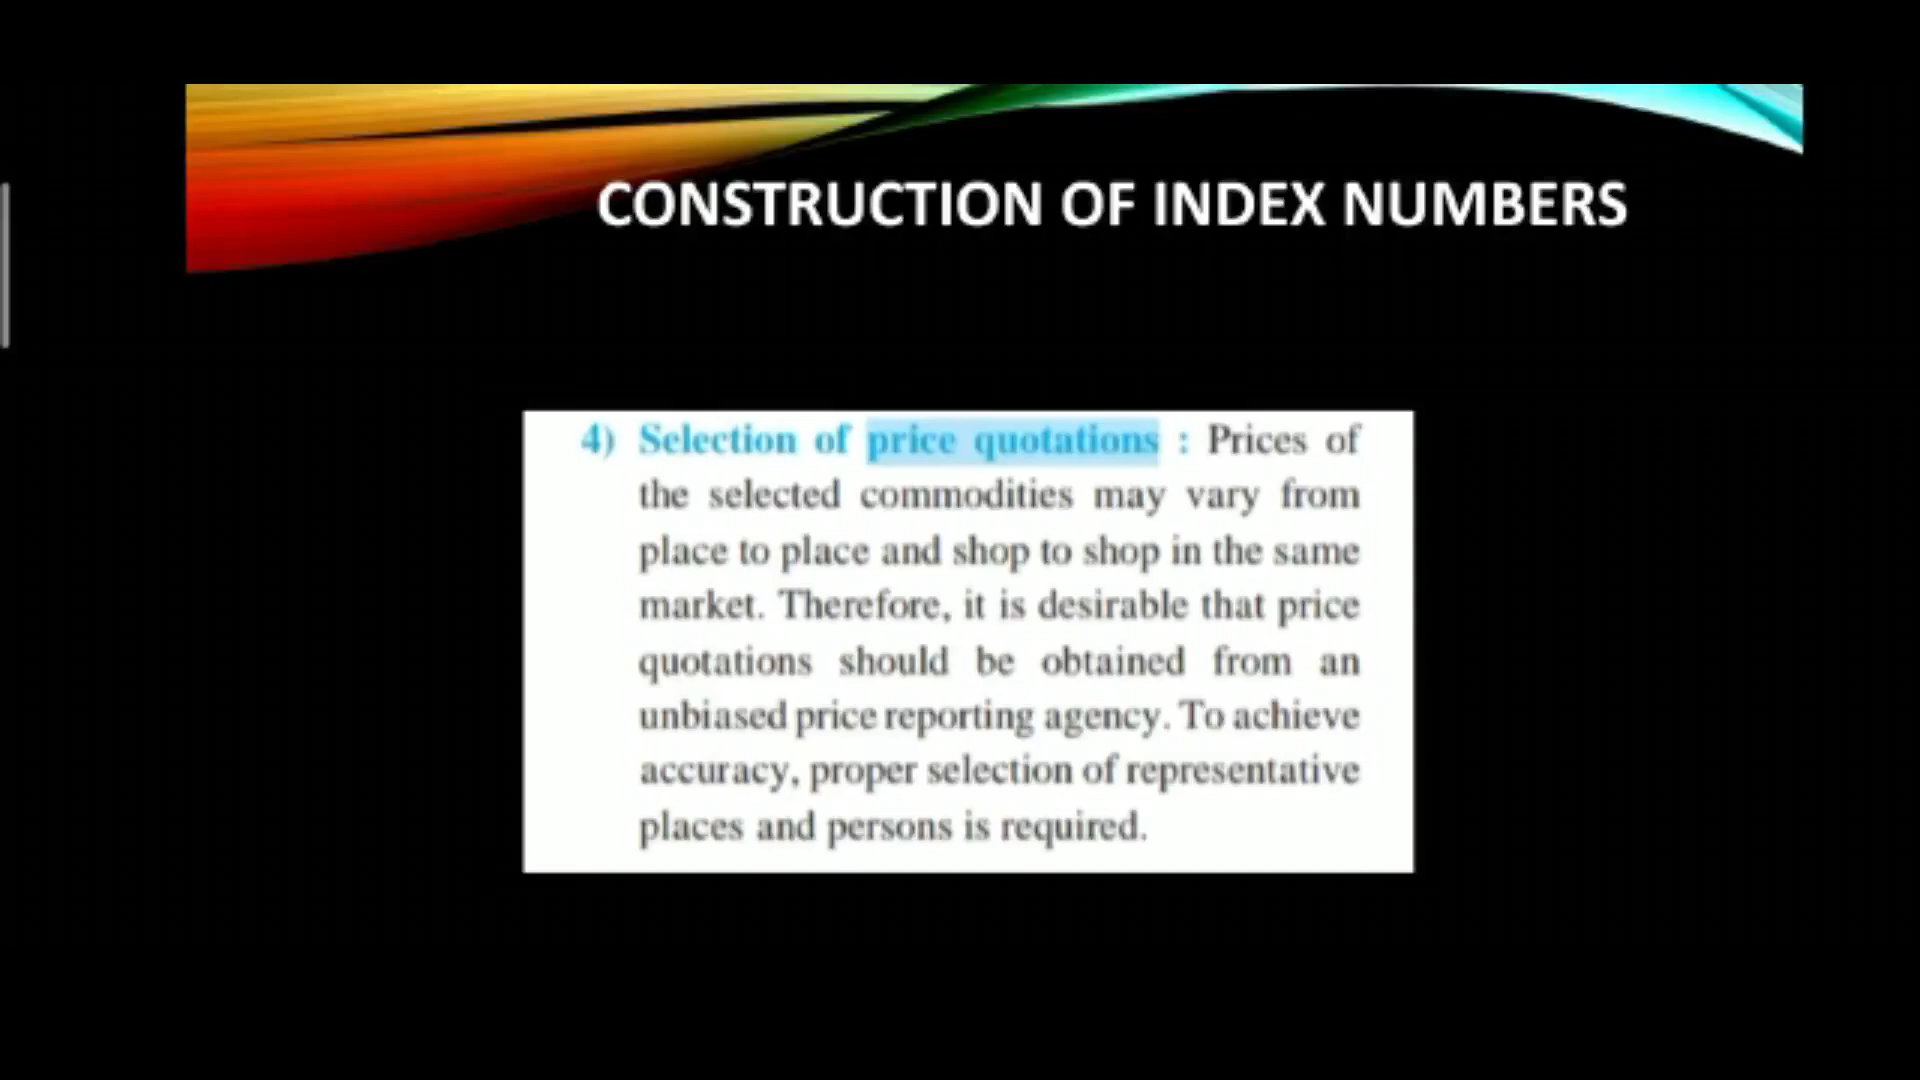 CONSTRUCTION OF INDEX NUMBERS
4) Selection of price quotations : Prices of
the selected commodities may vary from
place to place and shop to shop in the same
market. Therefore, it is desirable that price
quotations should be obtained from an
unbiased price reporting agency. To achieve
accuracy, proper selection of representative
places and persons is required.